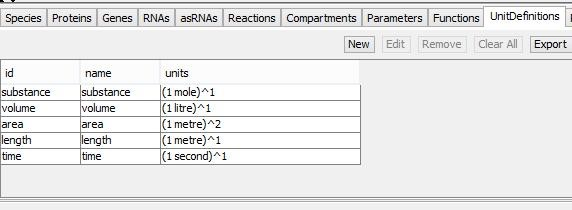 Species Proteins Genes RNAs asRNAs Reactions Compartments Parameters Functions UnitDefinitions
New Edit Remove Clear All Export
id name units
substance substance (1 mole)^1
volume volume (1 litre)^1
area area (1 metre)^2
length length (1 metre)^1
time time (1 second)^1